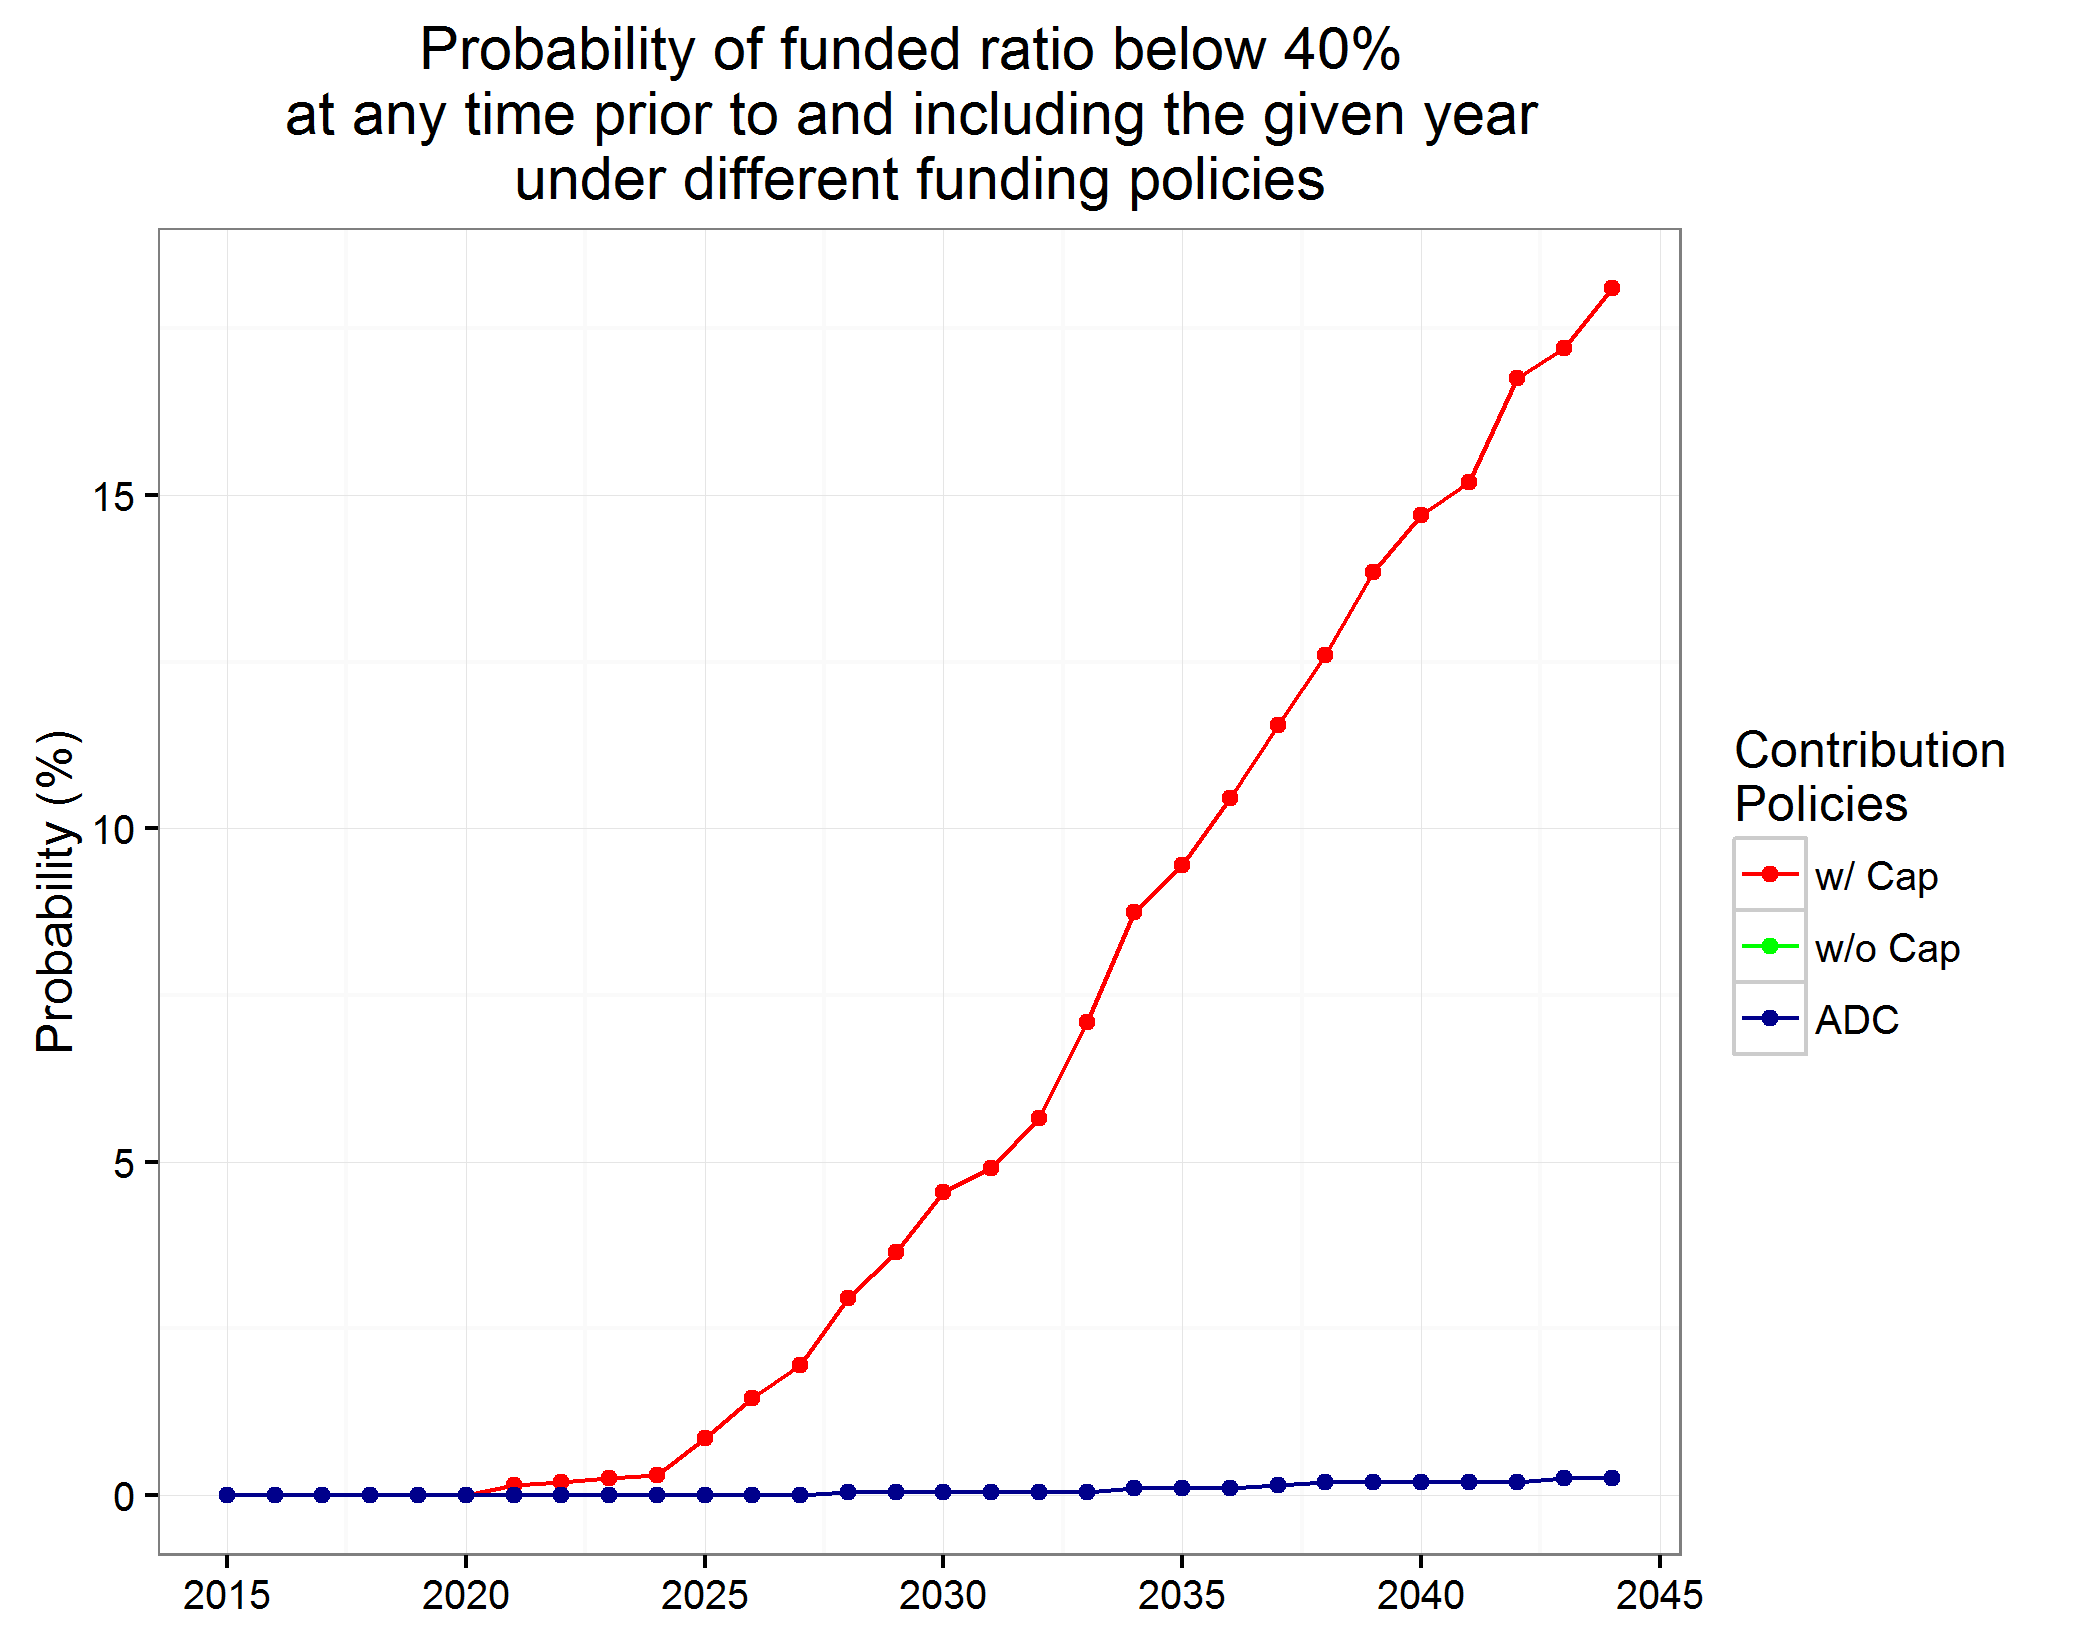 Probability of funded ratio below 40%
at any time prior to and including the given year
under different funding policies
Probability (%)
15
10
5
0
2015
2020
2025
2030
2035
2040
2045
Contribution
Policies
w/ Cap
w/o Cap
ADC